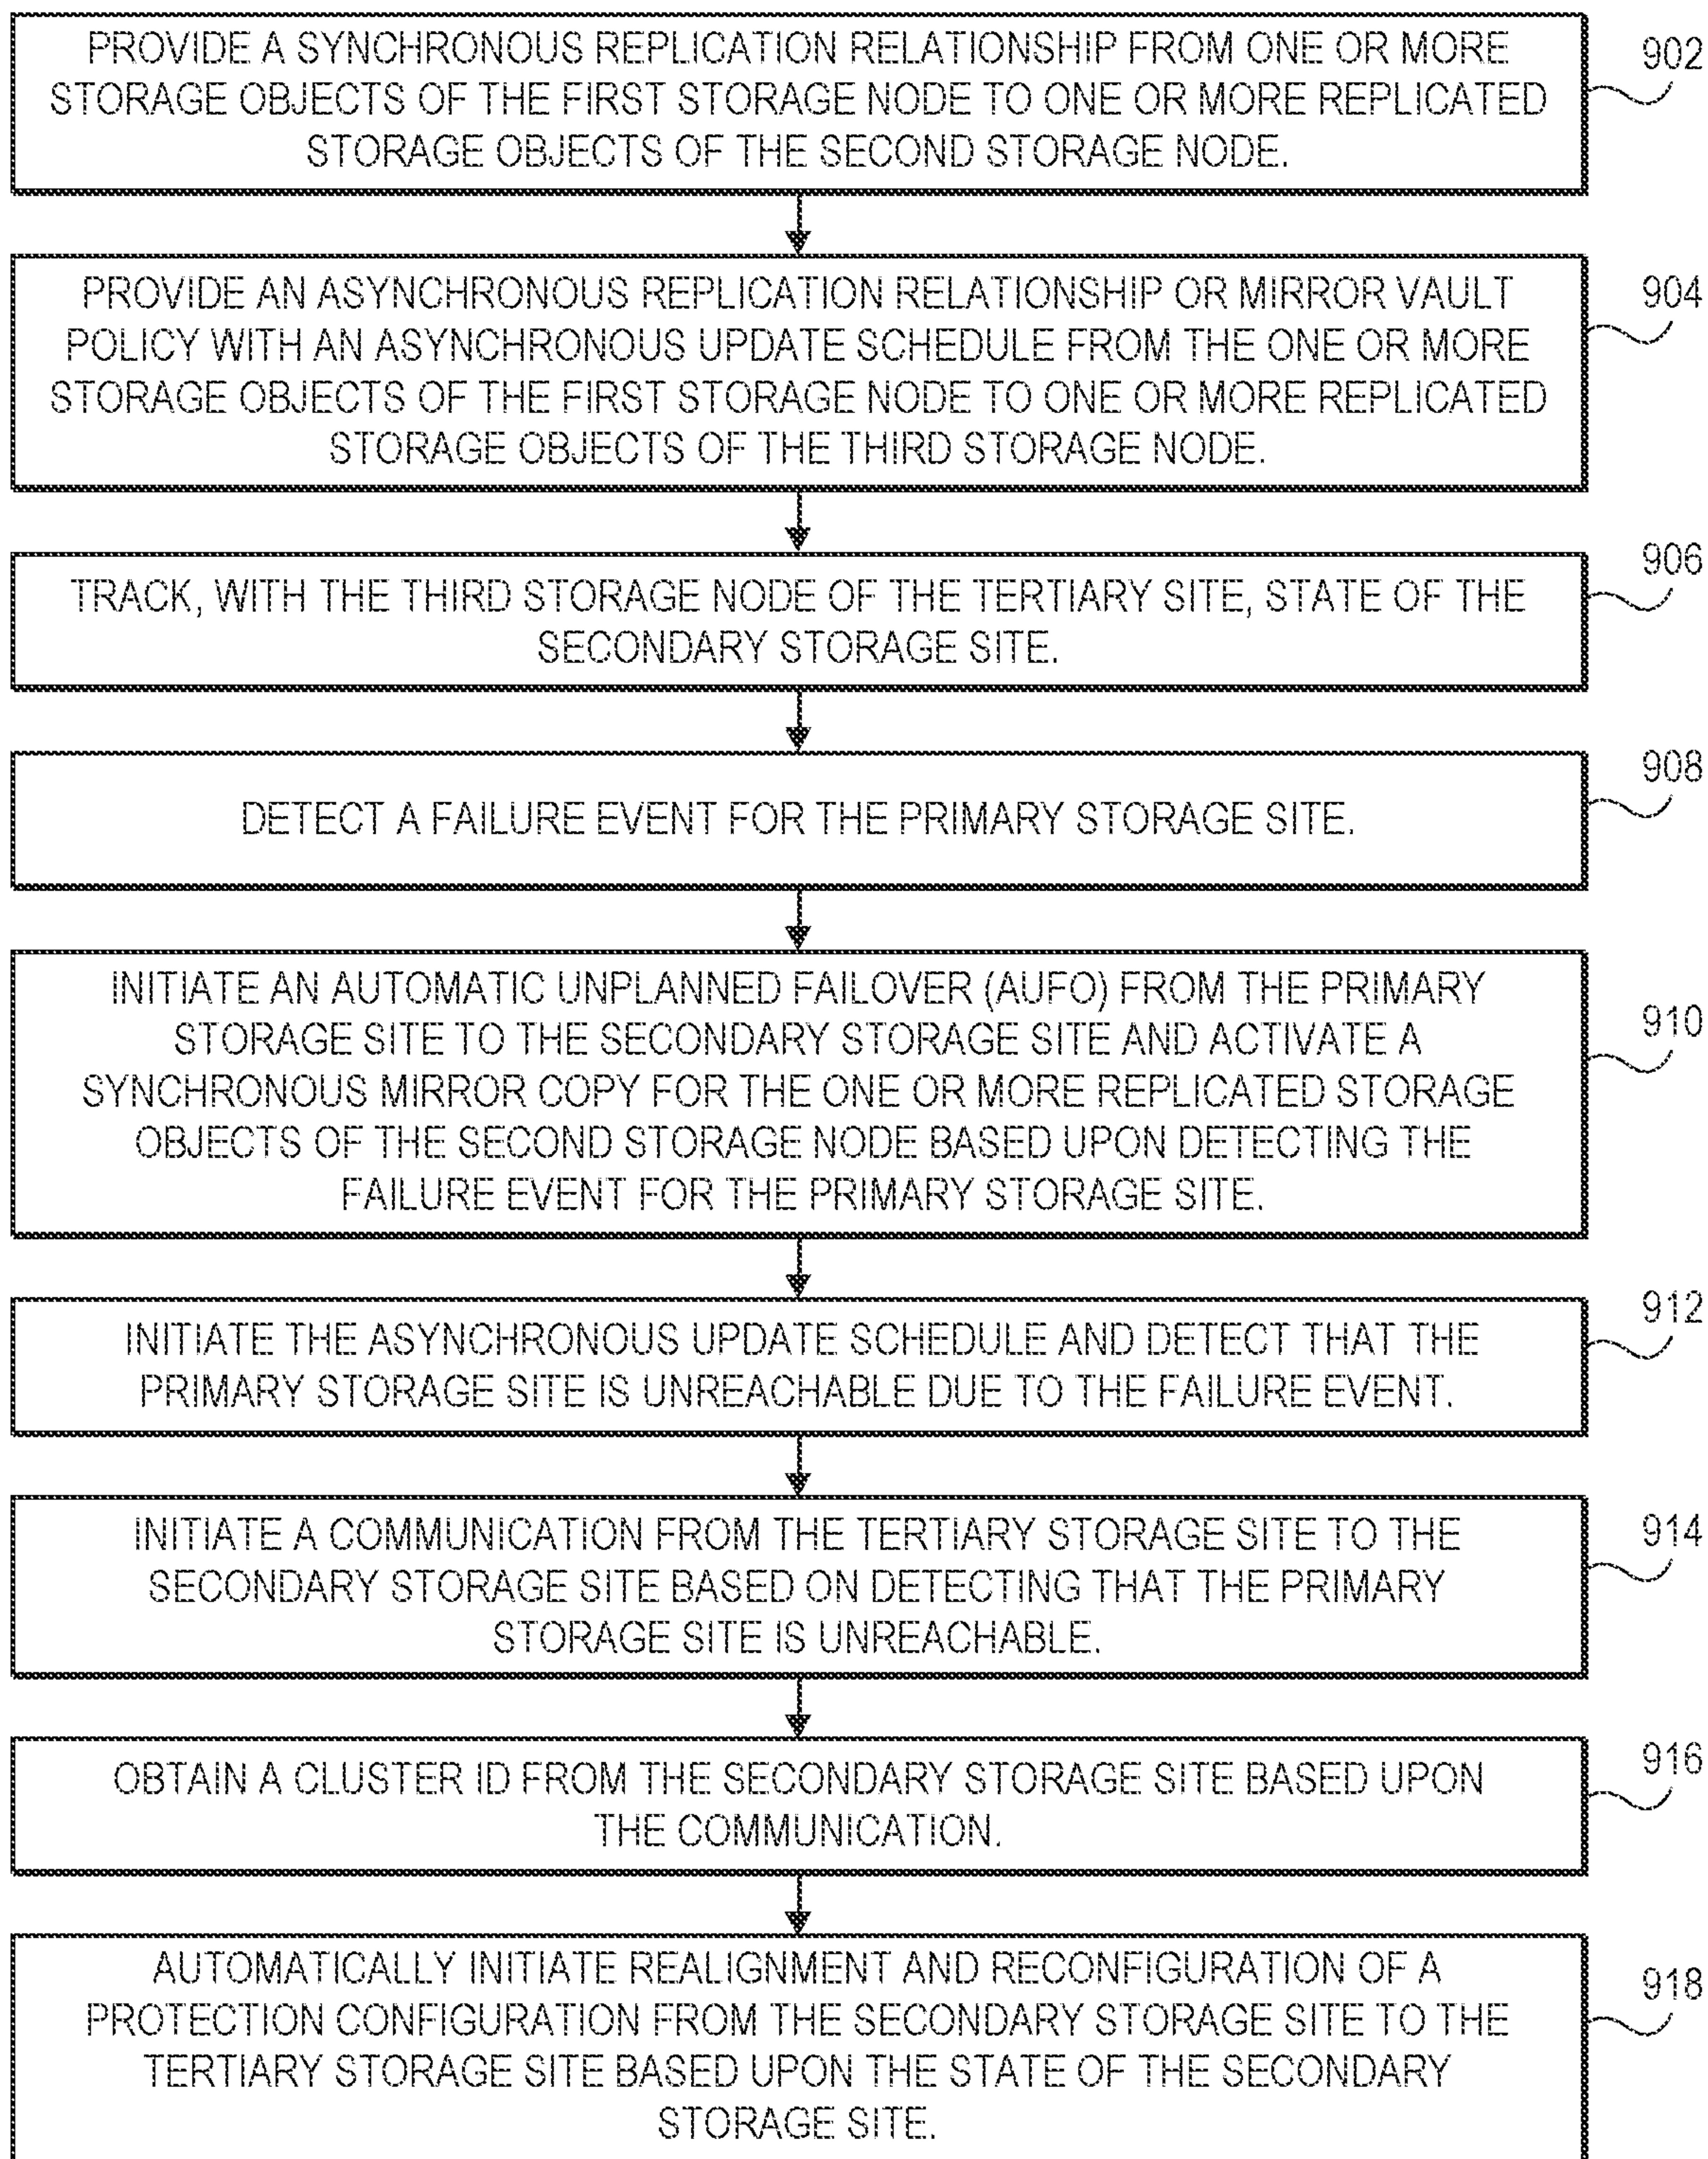 PROVIDE A SYNCHRONOUS REPLICATION RELATIONSHIP FROM ONE OR MORE
STORAGE OBJECTS OF THE FIRST STORAGE NODE TO ONE OR MORE REPLICATED
STORAGE OBJECTS OF THE SECOND STORAGE NODE.
902
PROVIDE AN ASYNCHRONOUS REPLICATION RELATIONSHIP OR MIRROR VAULT
POLICY WITH AN ASYNCHRONOUS UPDATE SCHEDULE FROM THE ONE OR MORE
STORAGE OBJECTS OF THE FIRST STORAGE NODE TO ONE OR MORE REPLICATED
STORAGE OBJECTS OF THE THIRD STORAGE NODE.
904
TRACK, WITH THE THIRD STORAGE NODE OF THE TERTIARY SITE, STATE OF THE
SECONDARY STORAGE SITE.
906
DETECT A FAILURE EVENT FOR THE PRIMARY STORAGE SITE.
908
INITIATE AN AUTOMATIC UNPLANNED FAILOVER (AUFO) FROM THE PRIMARY
STORAGE SITE TO THE SECONDARY STORAGE SITE AND ACTIVATE A
SYNCHRONOUS MIRROR COPY FOR THE ONE OR MORE REPLICATED STORAGE
OBJECTS OF THE SECOND STORAGE NODE BASED UPON DETECTING THE
FAILURE EVENT FOR THE PRIMARY STORAGE SITE.
910
INITIATE THE ASYNCHRONOUS UPDATE SCHEDULE AND DETECT THAT THE
PRIMARY STORAGE SITE IS UNREACHABLE DUE TO THE FAILURE EVENT.
912
INITIATE A COMMUNICATION FROM THE TERTIARY STORAGE SITE TO THE
SECONDARY STORAGE SITE BASED ON DETECTING THAT THE PRIMARY
STORAGE SITE IS UNREACHABLE.
914
OBTAIN A CLUSTER ID FROM THE SECONDARY STORAGE SITE BASED UPON
THE COMMUNICATION.
916
AUTOMATICALLY INITIATE REALIGNMENT AND RECONFIGURATION OF A
PROTECTION CONFIGURATION FROM THE SECONDARY STORAGE SITE TO THE
TERTIARY STORAGE SITE BASED UPON THE STATE OF THE SECONDARY
STORAGE SITE.
918